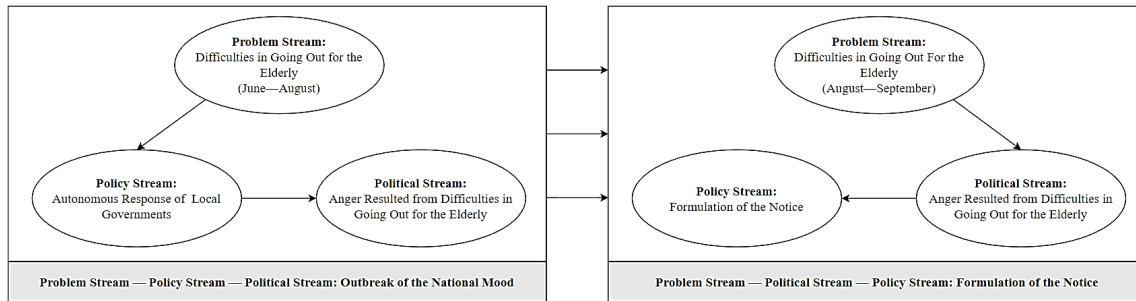 Problem Stream:
Difficulties in Going Out for the
Elderly
(June—August)
Policy Stream:
Autonomous Response of Local
Governments
Political Stream:
Anger Resulted from Difficulties in
Going Out for the Elderly
Problem Stream — Policy Stream — Political Stream: Outbreak of the National Mood
Problem Stream:
Difficulties in Going Out For the
Elderly
(August—September)
Policy Stream:
Formulation of the Notice
Political Stream:
Anger Resulted from Difficulties in
Going Out for the Elderly
Problem Stream — Political Stream — Policy Stream: Formulation of the Notice